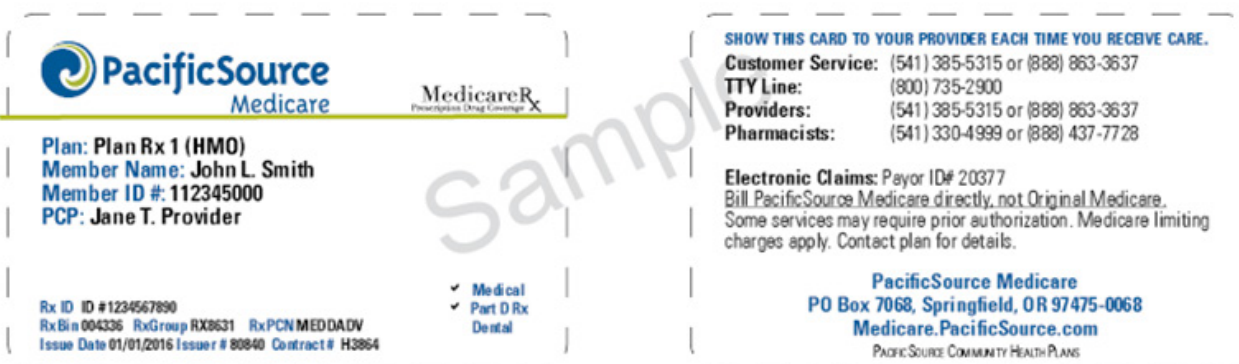 PacificSource
Medicare
MedicareRx
Prescription Drug Coverage
Plan: Plan Rx 1 (HMO)
Member Name: John L. Smith
Member ID #: 112345000
PCP: Jane T. Provider
Rx ID ID #1234567890
RxBin 004336 RxGroup RX8631 RxPCN MEDDADV
Issue Date 01/01/2016 Issuer # 80840 Contract # H3864
✓ Medical
✓ Part D Rx
Dental
Sample
SHOW THIS CARD TO YOUR PROVIDER EACH TIME YOU RECEIVE CARE.
Customer Service: (541) 385-5315 or (888) 863-3637
TTY Line: (800) 735-2900
Providers: (541) 385-5315 or (888) 863-3637
Pharmacists: (541) 330-4999 or (888) 437-7728
Electronic Claims: Payor ID# 20377
Bill PacificSource Medicare directly, not Original Medicare.
Some services may require prior authorization. Medicare limiting
charges apply. Contact plan for details.
PacificSource Medicare
PO Box 7068, Springfield, OR 97475-0068
Medicare.PacificSource.com
PACIFICSOURCE COMMUNITY HEALTH PLANS